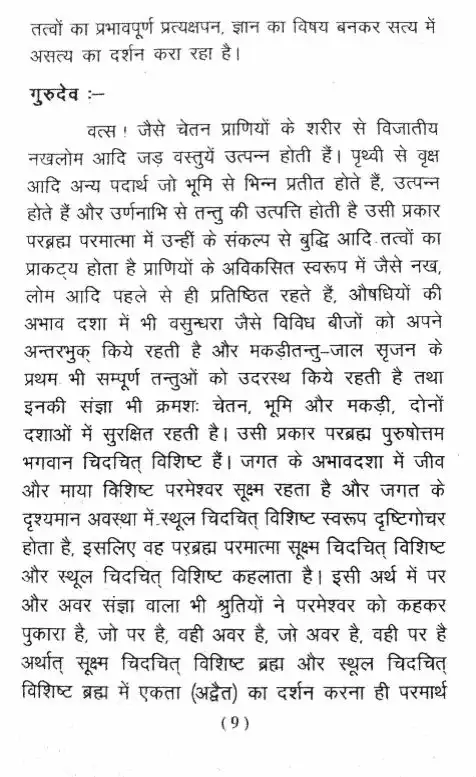 तत्वों का प्रभावपूर्ण प्रत्यक्षपन, ज्ञान का विषय बनकर सत्य में
असत्य का दर्शन करा रहा है।
गुरुदेव :–
वत्स ! जैसे चेतन प्राणियों के शरीर से विजातीय
नखलोम आदि जड़ वस्तुयें उत्पन्न होती हैं। पृथ्वी से वृक्ष
आदि अन्य पदार्थ जो भूमि से भिन्न प्रतीत होते हैं, उत्पन्न
होते हैं और उर्णनाभि से तन्तु की उत्पत्ति होती है उसी प्रकार
परब्रह्म परमात्मा में उन्हीं के संकल्प से बुद्धि आदि तत्वों का
प्राकट्य होता है प्राणियों के अविकसित स्वरूप में जैसे नख,
लोम आदि पहले से ही प्रतिष्ठित रहते हैं, औषधियों की
अभाव दशा में भी वसुन्धरा जैसे विविध बीजों को अपने
अन्तरभुक् किये रहती है और मकड़ीतन्तु–जाल सृजन के
प्रथम भी सम्पूर्ण तन्तुओं को उदरस्थ किये रहती है तथा
इनकी संज्ञा भी क्रमशः चेतन, भूमि और मकड़ी, दोनों
दशाओं में सुरक्षित रहती है। उसी प्रकार परब्रह्म पुरुषोत्तम
भगवान चिदचित् विशिष्ट हैं। जगत के अभावदशा में जीव
और माया विशिष्ट परमेश्वर सूक्ष्म रहता है और जगत के
दृश्यमान अवस्था में स्थूल चिदचित् विशिष्ट स्वरूप दृष्टिगोचर
होता है, इसलिए वह परब्रह्म परमात्मा सूक्ष्म चिदचित् विशिष्ट
और स्थूल चिदचित् विशिष्ट कहलाता है। इसी अर्थ में पर
और अवर संज्ञा वाला भी श्रुतियों ने परमेश्वर को कहकर
पुकारा है, जो पर है, वही अवर है, जो अवर है, वही पर है
अर्थात् सूक्ष्म चिदचित् विशिष्ट ब्रह्म और स्थूल चिदचित्
विशिष्ट ब्रह्म में एकता (अद्वैत) का दर्शन करना ही परमार्थ
(9)